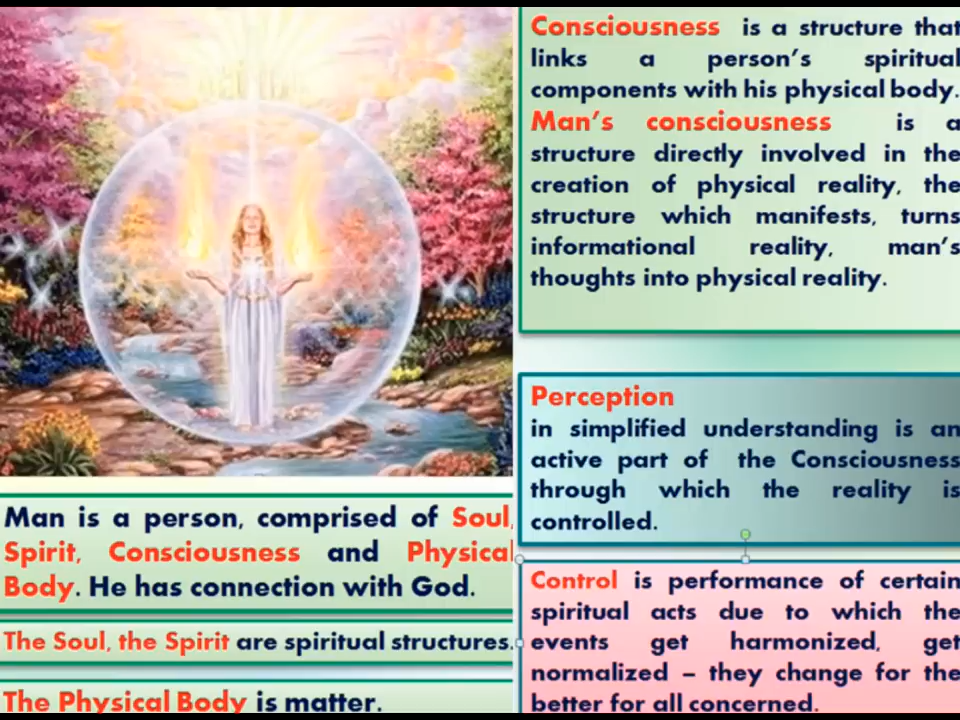 Man is a person, comprised of Soul,
Spirit, Consciousness and Physical
Body. He has connection with God.
The Soul, the Spirit are spiritual structures.
The Physical Body is matter.
Consciousness is a structure that
links a person's spiritual
components with his physical body.
Man's consciousness is a
structure directly involved in the
creation of physical reality, the
structure which manifests, turns
informational reality, man's
thoughts into physical reality.
Perception
in simplified understanding is an
active part of the Consciousness
through which the reality is
controlled.
Control is performance of certain
spiritual acts due to which the
events get harmonized, get
normalized – they change for the
better for all concerned.